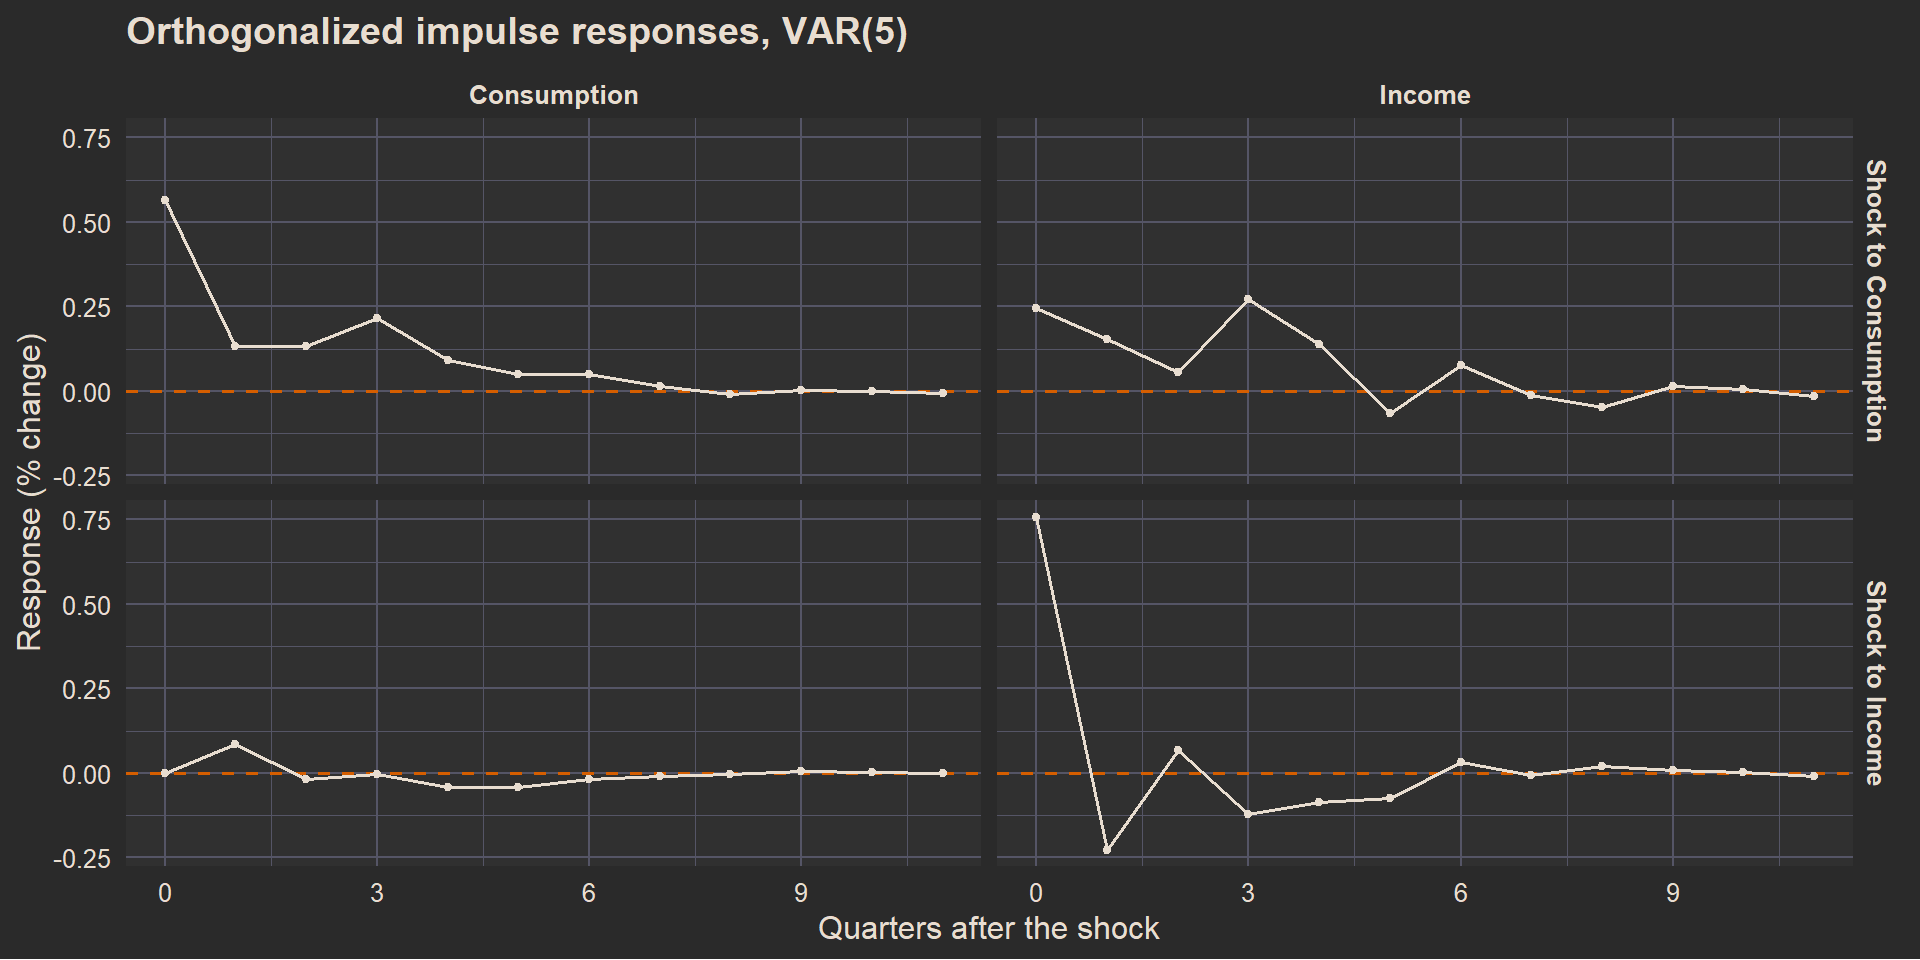 Orthogonalized impulse responses, VAR(5)
Consumption
Income
0.75
0.50
0.25
0.00
-0.25
Shock to Consumption
0.75
0.50
0.25
0.00
-0.25
Shock to Income
Response (% change)
0 3 6 9
0 3 6 9
Quarters after the shock